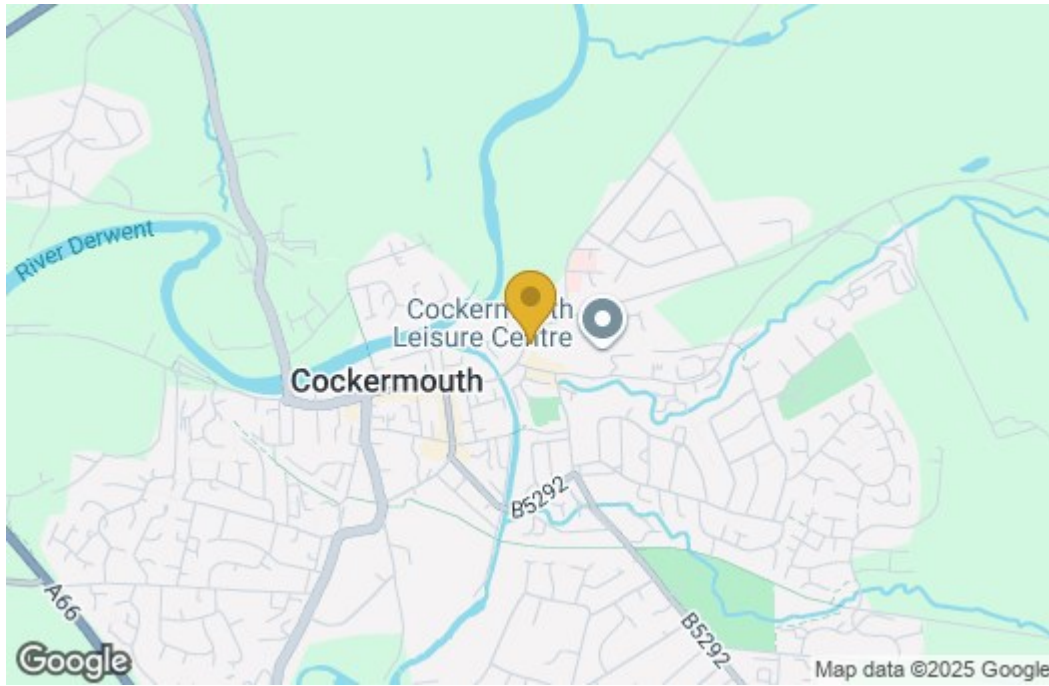 River Derwent
Cockermouth
Leisure Centre
Cockermouth
B5292
A66
B5292
Google
Map data ©2025 Google